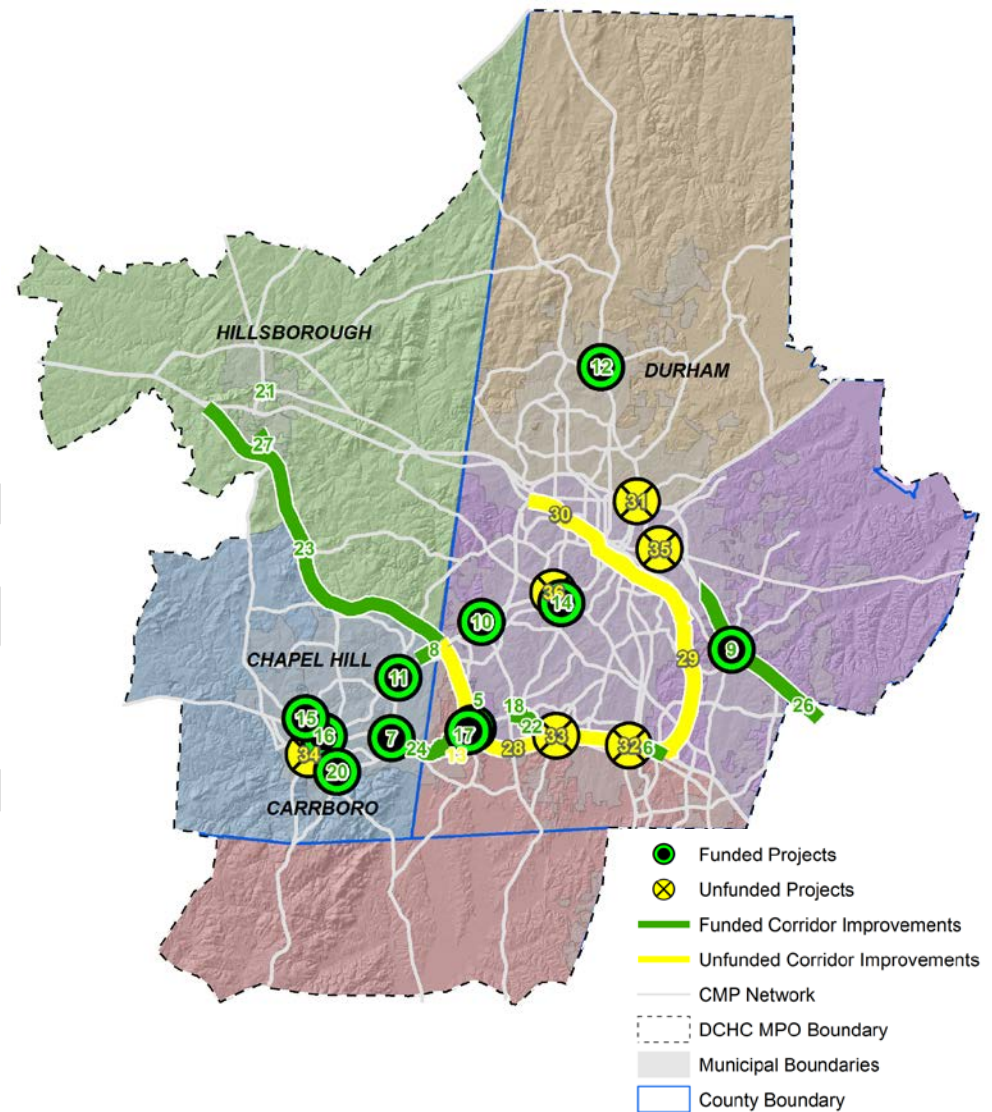 12
DURHAM
HILLSBOROUGH
21
27
31
30
35
23
36
14
10
8
9
29
CHAPEL HILL
11
26
5
18
15
16
7
17
22
33
32
6
24
13
28
34
20
CARRBORO
Funded Projects
Unfunded Projects
Funded Corridor Improvements
Unfunded Corridor Improvements
CMP Network
DCHC MPO Boundary
Municipal Boundaries
County Boundary